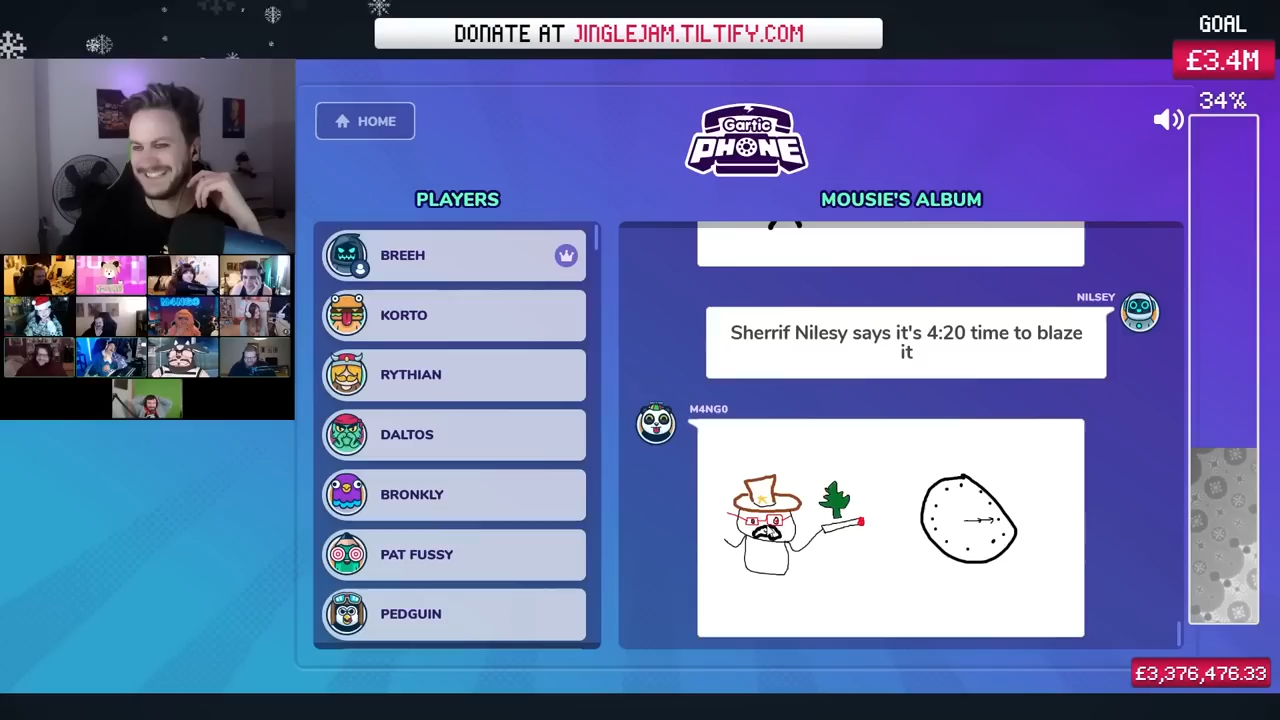 DONATE AT JINGLEJAM.TILTIFY.COM
GOAL
£3.4M
34%
HOME
Gartic
PHONE
PLAYERS
MOUSIE'S ALBUM
BREEH
KORTO
RYTHIAN
DALTOS
BRONKLY
PAT FUSSY
PEDGUIN
NILSEY
Sherrif Nilesy says it's 4:20 time to blaze
it
M4NG0
M4NG0
£3,376,476.33